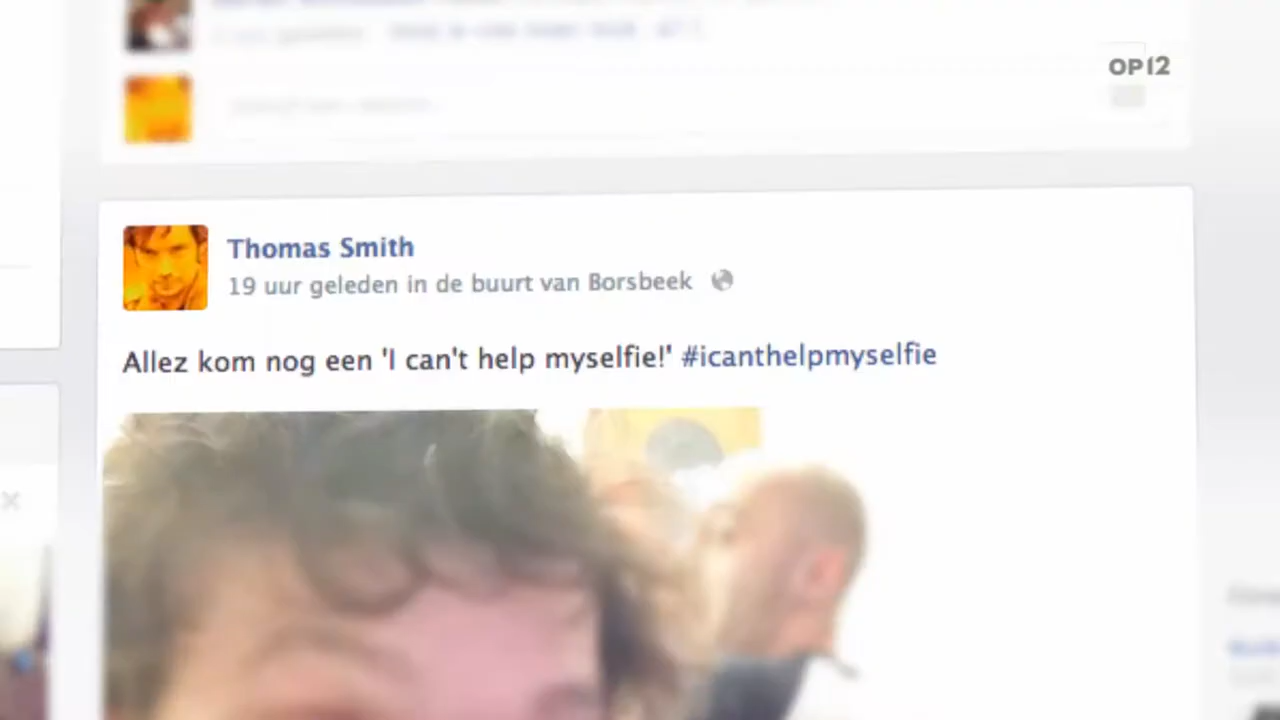 OP12
Thomas Smith
19 uur geleden in de buurt van Borsbeek
Allez kom nog een 'I can't help myselfie!' #icanthelpmyselfie